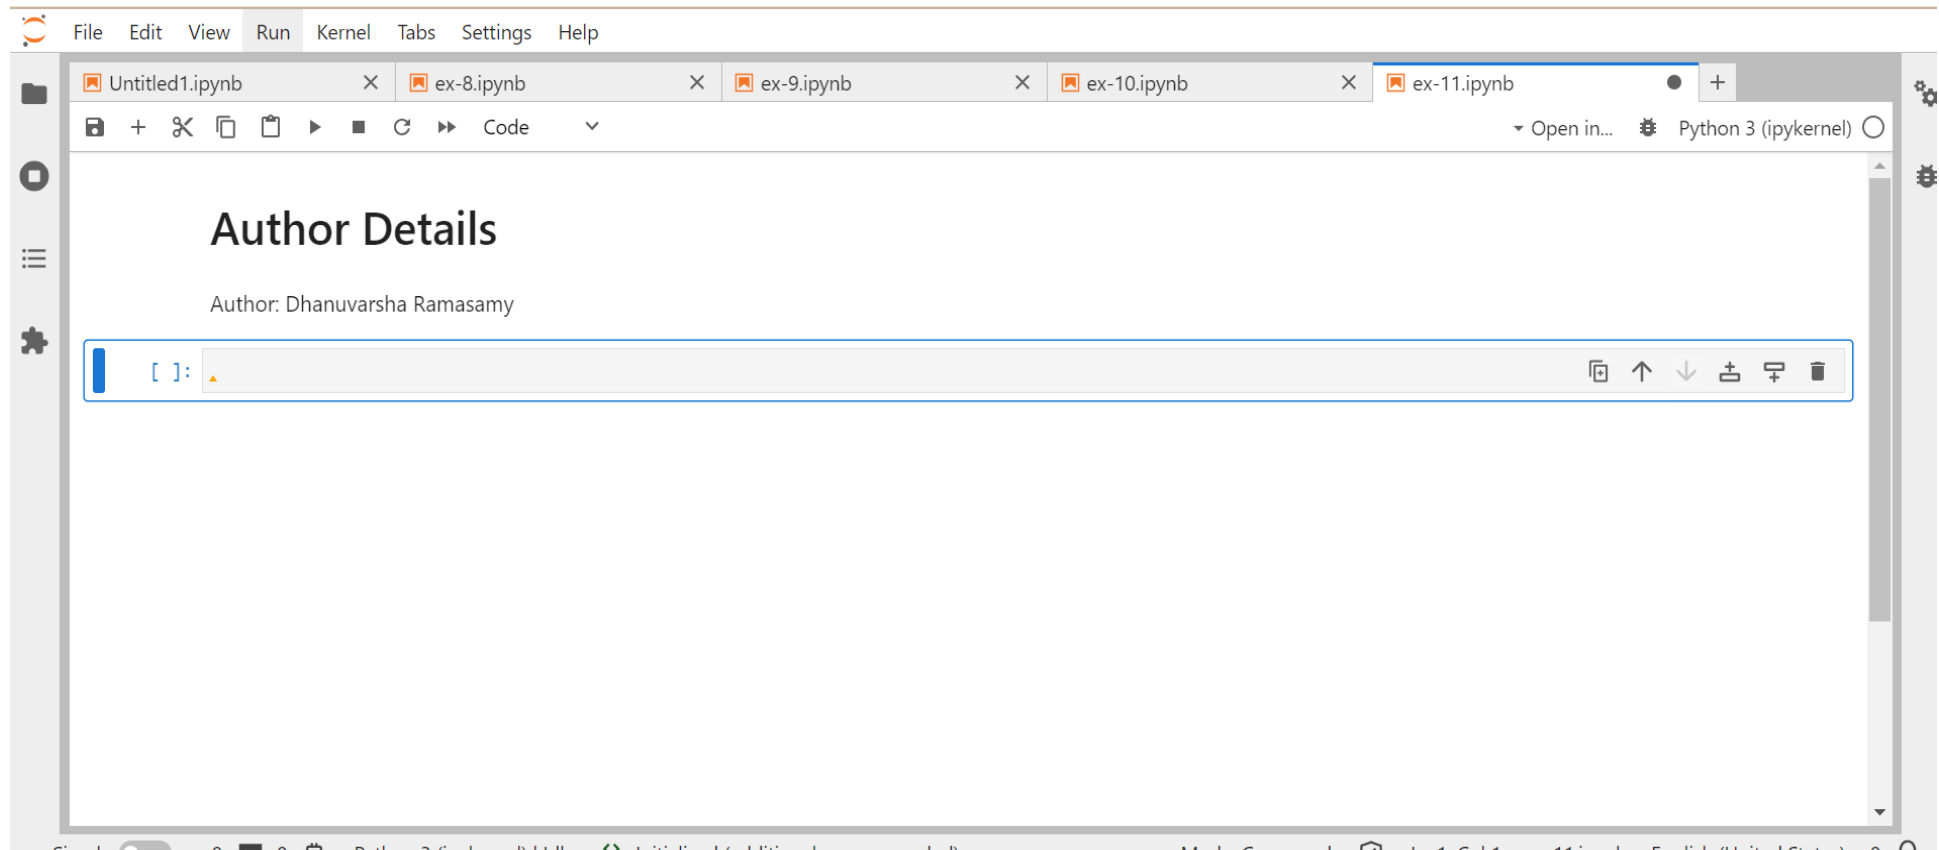 File Edit View Run Kernel Tabs Settings Help
Untitled1.ipynb ex-8.ipynb ex-9.ipynb ex-10.ipynb ex-11.ipynb
Code Open in... Python 3 (ipykernel)
Author Details
Author: Dhanuvarsha Ramasamy
[ ]: